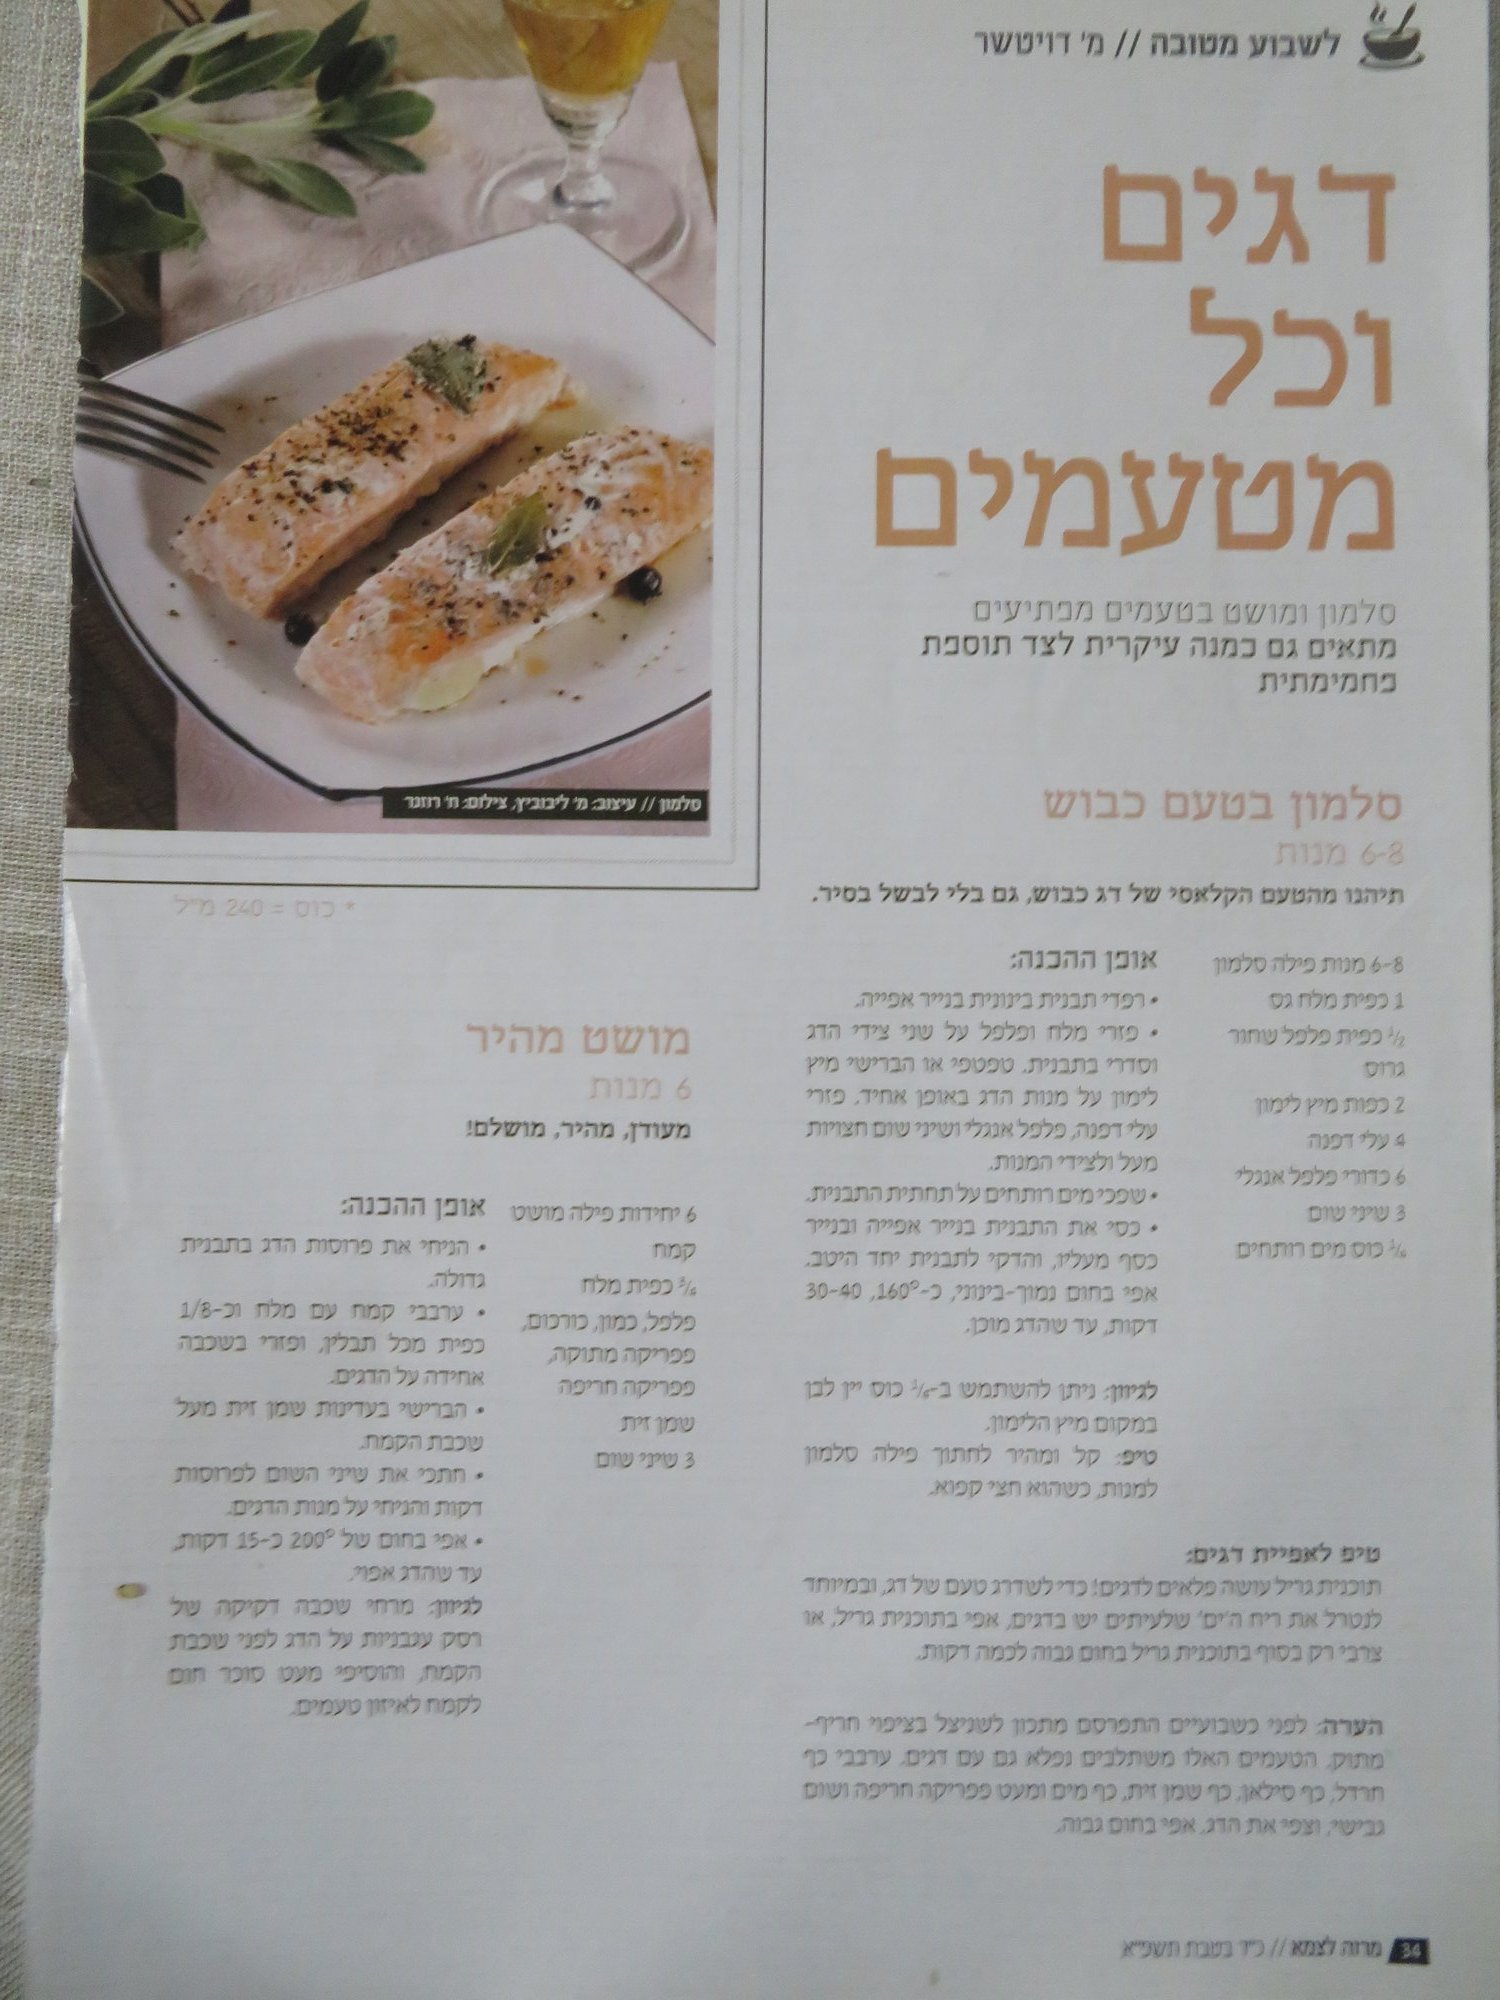 לשבוע מטובה // מ' דויטשר
דגים
וכל
מטעמים
סלמון ומושט בטעמים מפתיעים
מתאים גם כמנה עיקרית לצד תוספת
פחמימתית
סלמון // עיצוב: מ' ליבוביץ, צילום: ח' רוזנר
* כוס = 240 מ"ל
סלמון בטעם כבוש
6-8 מנות
תיהנו מהטעם הקלאסי של דג כבוש, גם בלי לבשל בסיר.
6-8 מנות פילה סלמון
1 כפית מלח גס
½ כפית פלפל שחור
גרוס
2 כפות מיץ לימון
4 עלי דפנה
6 כדורי פלפל אנגלי
3 שיני שום
¼ כוס מים רותחים
אופן ההכנה:
• רפדי תבנית בינונית בנייר אפייה.
• פזרי מלח ופלפל על שני צידי הדג
וסדרי בתבנית. טפטפי או הברישי מיץ
לימון על מנות הדג באופן אחיד. פזרי
עלי דפנה, פלפל אנגלי ושיני שום חצויות
מעל ולצידי המנות.
• שפכי מים רותחים על תחתית התבנית.
• כסי את התבנית בנייר אפייה ובנייר
כסף מעליו, והדקי לתבנית יחד היטב.
אפי בחום נמוך-בינוני, כ-160°, 30-40
דקות, עד שהדג מוכן.
לגיוון: ניתן להשתמש ב-¼ כוס יין לבן
במקום מיץ הלימון.
טיפ: קל ומהיר לחתוך פילה סלמון
למנות, כשהוא חצי קפוא.
טיפ לאפיית דגים:
תוכנית גריל עושה פלאים לדגים! כדי לשדרג טעם של דג, ובמיוחד
לנטרל את ריח ה'ים' שלעיתים יש בדגים, אפי בתוכנית גריל, או
צרבי רק בסוף בתוכנית גריל בחום גבוה לכמה דקות.
הערה: לפני כשבועיים התפרסם מתכון לשניצל בציפוי חריף-
מתוק. הטעמים האלו משתלבים נפלא גם עם דגים. ערבבי כף
חרדל, כף סילאן, כף שמן זית, כף מים ומעט פפריקה חריפה ושום
גבישי, וצפי את הדג. אפי בחום גבוה.
מושט מהיר
6 מנות
מעודן, מהיר, מושלם!
6 יחידות פילה מושט
קמח
¾ כפית מלח
פלפל, כמון, כורכום,
פפריקה מתוקה,
פפריקה חריפה
שמן זית
3 שיני שום
אופן ההכנה:
• הניחי את פרוסות הדג בתבנית
גדולה.
• ערבבי קמח עם מלח וכ-1/8
כפית מכל תבלין, ופזרי בשכבה
אחידה על הדגים.
• הברישי בעדינות שמן זית מעל
שכבת הקמח.
• חתכי את שיני השום לפרוסות
דקות והניחי על מנות הדגים.
• אפי בחום של 200° כ-15 דקות,
עד שהדג אפוי.
לגיוון: מרחי שכבה דקיקה של
רסק עגבניות על הדג לפני שכבת
הקמח, והוסיפי מעט סוכר חום
לקמח לאיזון טעמים.
34 מרווה לצמא // כ"ד בטבת תשפ"א